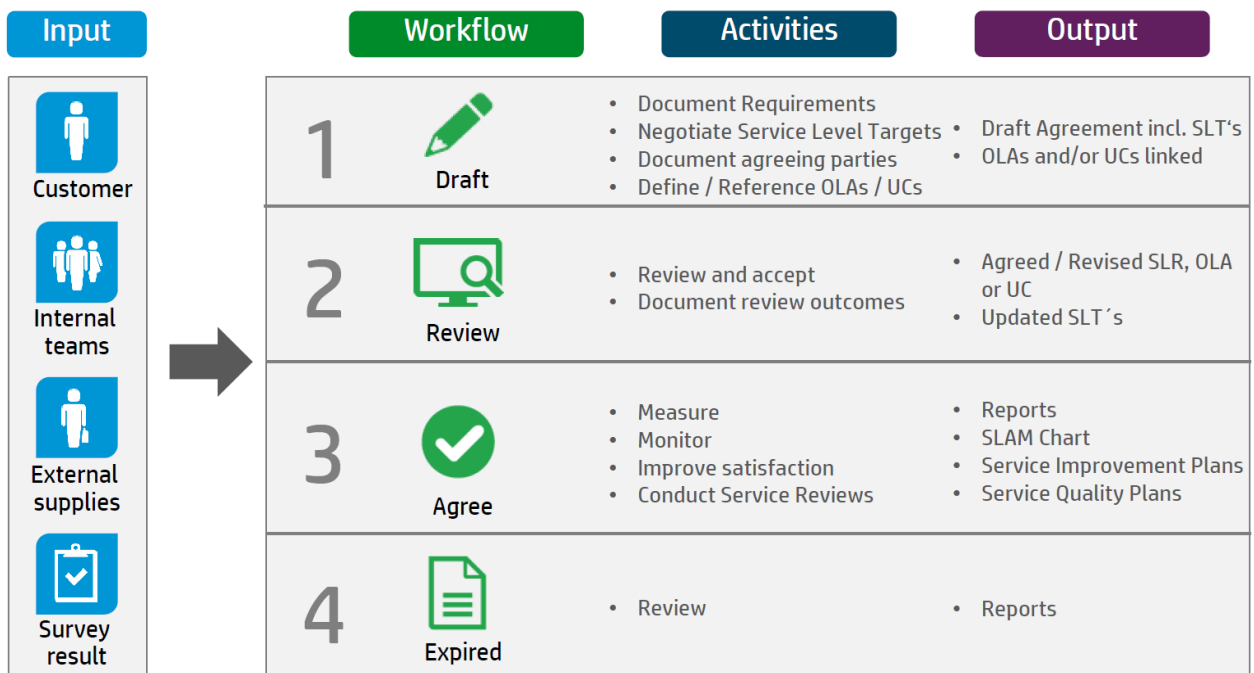 Input
Workflow
Activities
Output
Customer
Internal
teams
External
supplies
Survey
result
1
Draft
• Document Requirements
• Negotiate Service Level Targets
• Document agreeing parties
• Define / Reference OLAs / UCs
• Draft Agreement incl. SLT‘s
• OLAs and/or UCs linked
2
Review
• Review and accept
• Document review outcomes
• Agreed / Revised SLR, OLA
or UC
• Updated SLT´s
3
Agree
• Measure
• Monitor
• Improve satisfaction
• Conduct Service Reviews
• Reports
• SLAM Chart
• Service Improvement Plans
• Service Quality Plans
4
Expired
• Review
• Reports